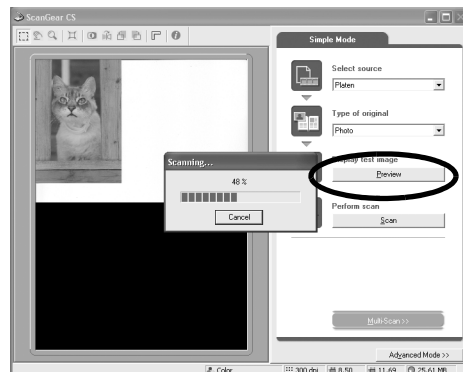 ScanGear CS
Simple Mode
Select source
Platen
Type of original
Photo
Display test image
Preview
Scanning...
48 %
Cancel
Perform scan
Scan
Multi-Scan >>
Advanced Mode >>
Color
300 dpi
8.50
11.69
25.61 MB